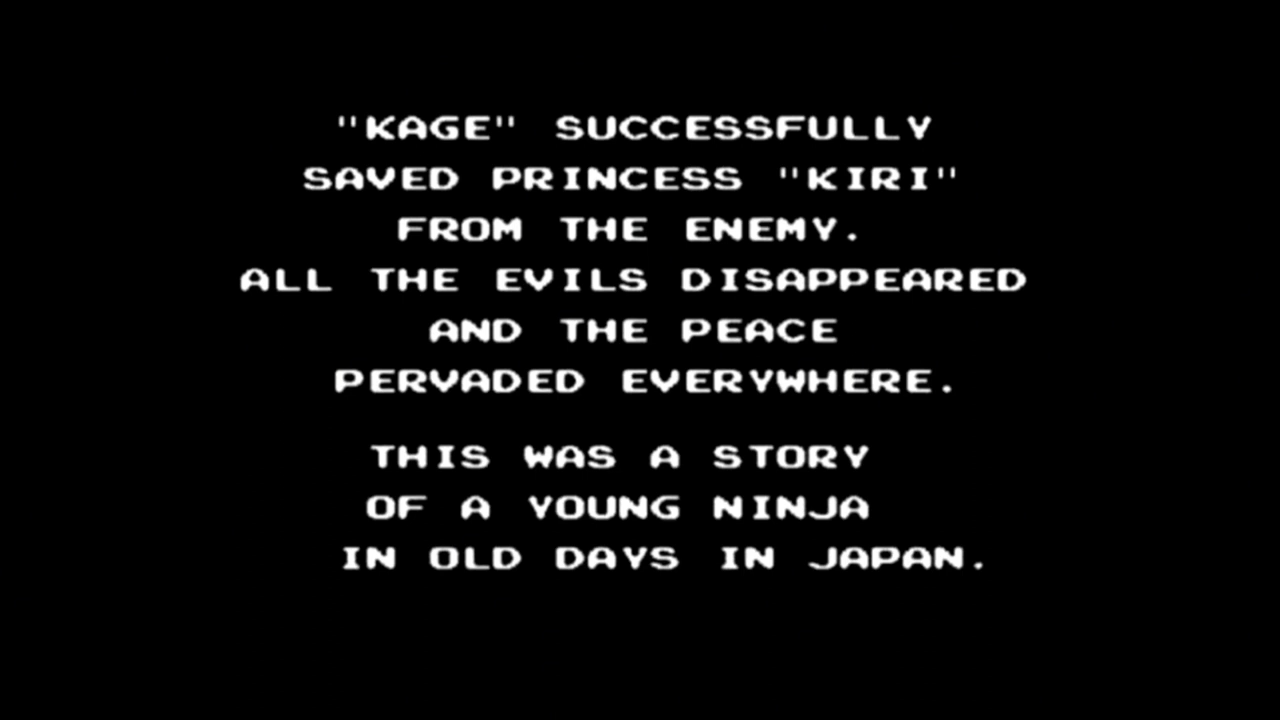 "KAGE" SUCCESSFULLY
SAVED PRINCESS "KIRI"
FROM THE ENEMY.
ALL THE EVILS DISAPPEARED
AND THE PEACE
PERVADED EVERYWHERE.
THIS WAS A STORY
OF A YOUNG NINJA
IN OLD DAYS IN JAPAN.